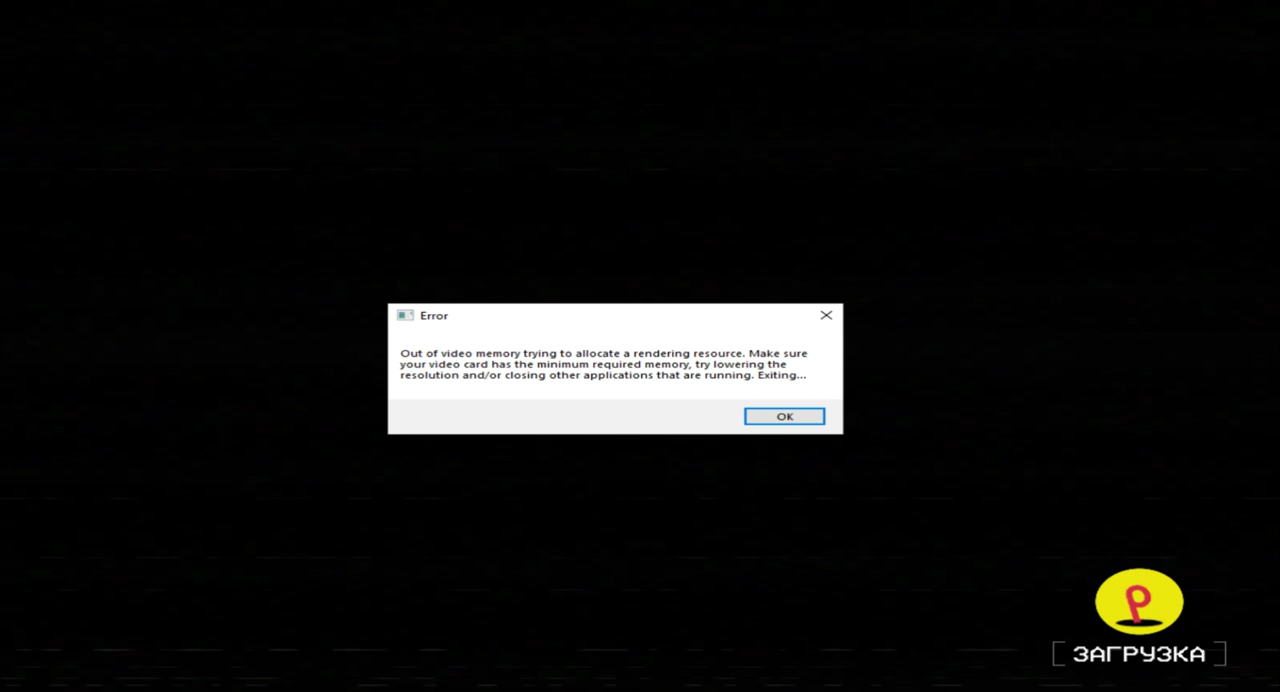 Error
Out of video memory trying to allocate a rendering resource. Make sure
your video card has the minimum required memory, try lowering the
resolution and/or closing other applications that are running. Exiting...
OK
P
[ ЗАГРУЗКА ]